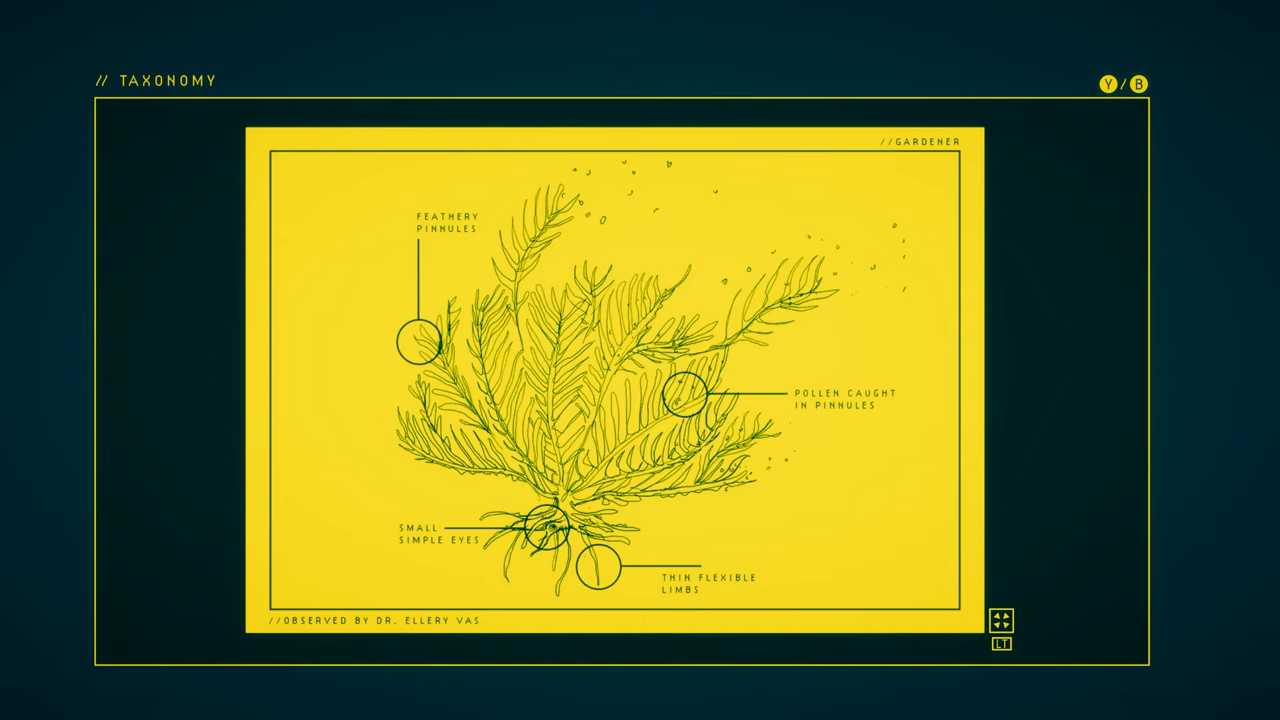 // TAXONOMY
Y / B
//GARDENER
FEATHERY
PINNULES
POLLEN CAUGHT
IN PINNULES
SMALL
SIMPLE EYES
THIN FLEXIBLE
LIMBS
//OBSERVED BY DR. ELLERY VAS
LT